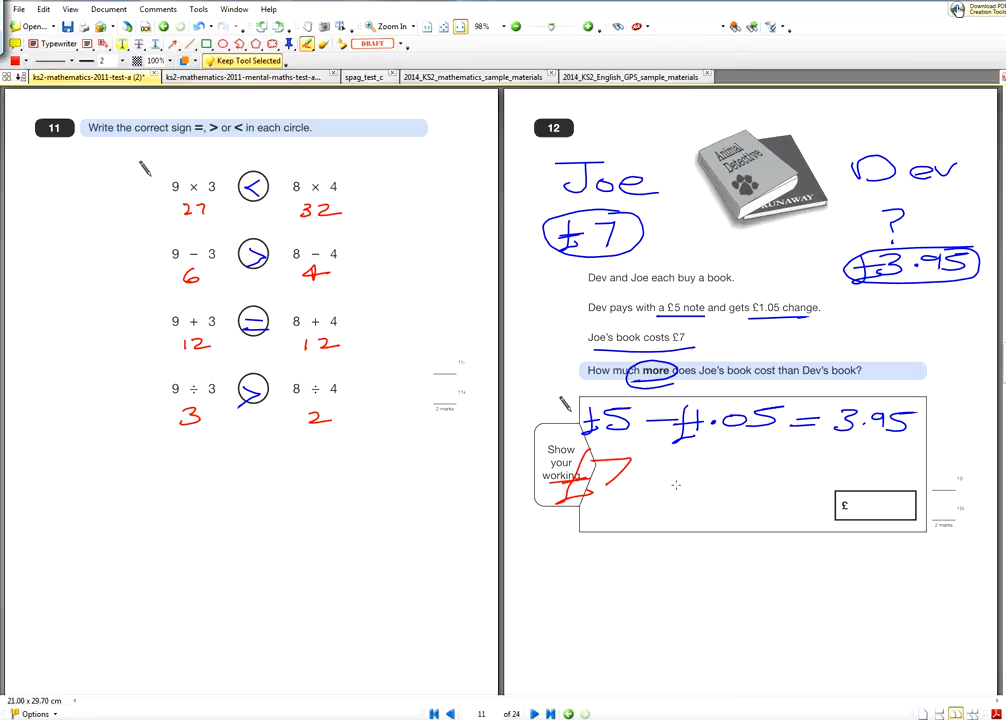 File Edit View Document Comments Tools Window Help
Download PDF
Creation Tools
Open... OCR Zoom In 98%
Typewriter DRAFT
2 100% Keep Tool Selected
ks2-mathematics-2011-test-a (2)* ks2-mathematics-2011-mental-maths-test-a... spag_test_c 2014_KS2_mathematics_sample_materials 2014_KS2_English_GPS_sample_materials
11 Write the correct sign =, > or < in each circle.
9 × 3 < 8 × 4
27 32
9 − 3 > 8 − 4
6 4
9 + 3 = 8 + 4
12 12
9 ÷ 3 > 8 ÷ 4
3 2
2 marks
12
Animal
Detective
RUNAWAY
Joe
£7
Dev
?
£3.95
Dev and Joe each buy a book.
Dev pays with a £5 note and gets £1.05 change.
Joe's book costs £7
How much more does Joe's book cost than Dev's book?
£5 − £1.05 = 3.95
Show
your
working
£7
£
2 marks
21.00 x 29.70 cm
Options 11 of 24